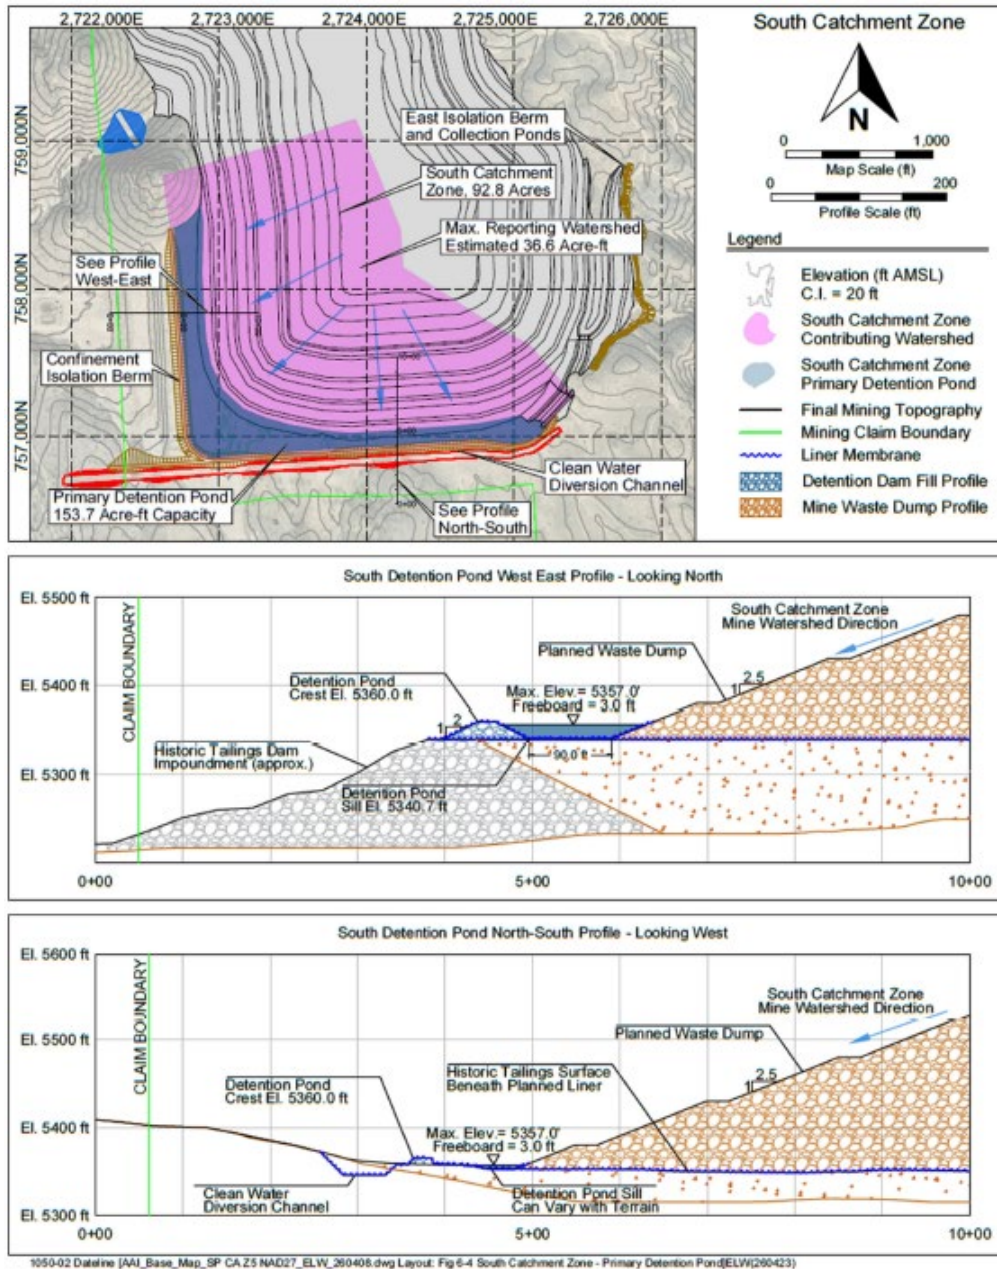 2,722,000E 2,723,000E 2,724,000E 2,725,000E 2,726,000E
759,000N
758,000N
757,000N
East Isolation Berm
and Collection Ponds
South Catchment
Zone, 92.8 Acres
Max. Reporting Watershed
Estimated 36.6 Acre-ft
See Profile
West-East
Confinement
Isolation Berm
Primary Detention Pond
153.7 Acre-ft Capacity
Clean Water
Diversion Channel
See Profile
North-South
South Catchment Zone
N
0 1,000
Map Scale (ft)
0 200
Profile Scale (ft)
Legend
Elevation (ft AMSL)
C.I. = 20 ft
South Catchment Zone
Contributing Watershed
South Catchment Zone
Primary Detention Pond
Final Mining Topography
Mining Claim Boundary
Liner Membrane
Detention Dam Fill Profile
Mine Waste Dump Profile
South Detention Pond West East Profile - Looking North
El. 5500 ft
El. 5400 ft
El. 5300 ft
CLAIM BOUNDARY
South Catchment Zone
Mine Watershed Direction
Planned Waste Dump
Detention Pond
Crest El. 5360.0 ft
Max. Elev.= 5357.0'
Freeboard = 3.0 ft
2.5
1
2
1
Historic Tailings Dam
Impoundment (approx.)
90.0 ft
Detention Pond
Sill El. 5340.7 ft
0+00 5+00 10+00
South Detention Pond North-South Profile - Looking West
El. 5600 ft
El. 5500 ft
El. 5400 ft
El. 5300 ft
CLAIM BOUNDARY
South Catchment Zone
Mine Watershed Direction
Planned Waste Dump
Historic Tailings Surface
Beneath Planned Liner
Detention Pond
Crest El. 5360.0 ft
2.5
1
Max. Elev.= 5357.0'
Freeboard = 3.0 ft
Clean Water
Diversion Channel
Detention Pond Sill
Can Vary with Terrain
0+00 5+00 10+00
1050-02 Dateline [AAI_Base_Map_SP CA Z5 NAD27_ELW_260408.dwg Layout: Fig 6-4 South Catchment Zone - Primary Detention Pond]ELW(260423)